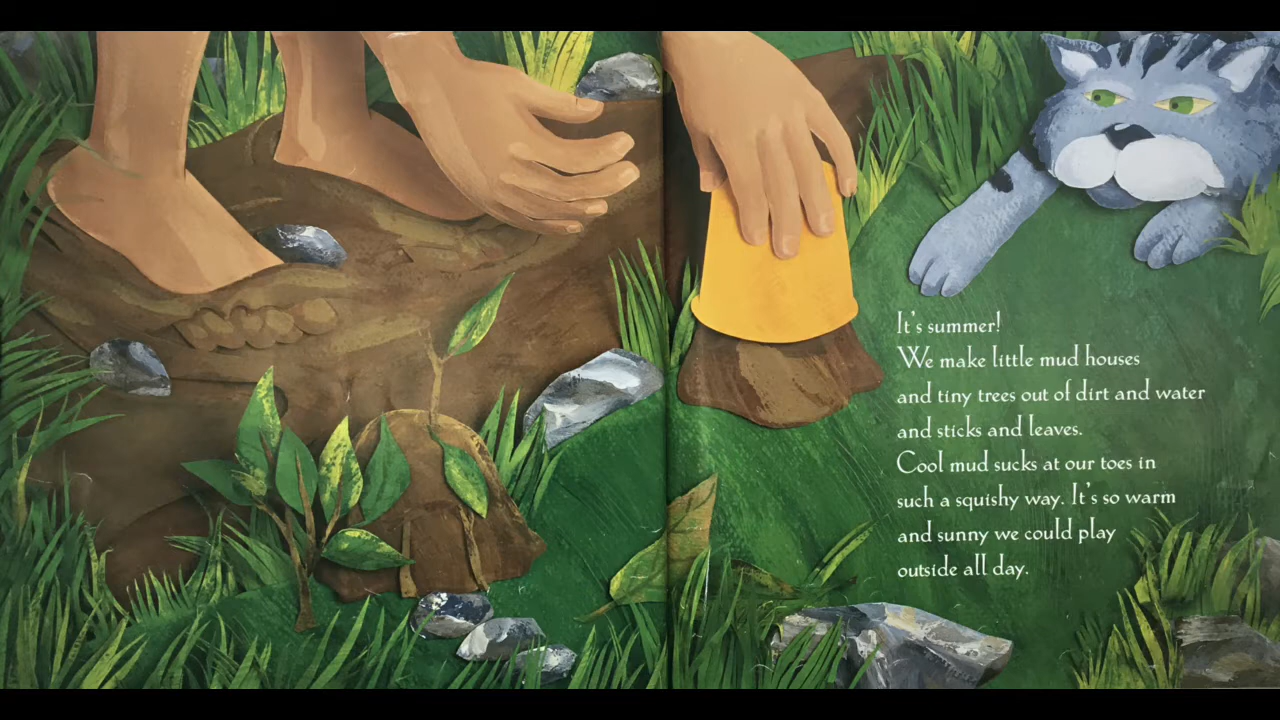 It's summer!
We make little mud houses
and tiny trees out of dirt and water
and sticks and leaves.
Cool mud sucks at our toes in
such a squishy way. It's so warm
and sunny we could play
outside all day.